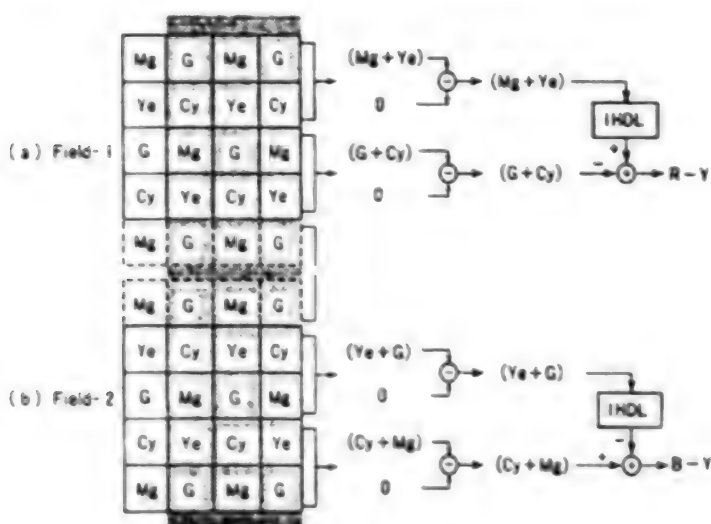 Mg G Mg G
(Mg+Ye)
(Mg+Ye)
Ye Cy Ye Cy
0
1HDL
(a) Field-1
G Mg G Mg
(G+Cy)
(G+Cy)
R-Y
+
-
Cy Ye Cy Ye
0
Mg G Mg G
Mg G Mg G
Ye Cy Ye Cy
(Ye+G)
(Ye+G)
0
(b) Field-2
G Mg G Mg
1HDL
Cy Ye Cy Ye
(Cy+Mg)
(Cy+Mg)
-
+
B-Y
Mg G Mg G
0